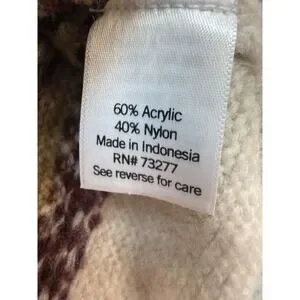 60% Acrylic
40% Nylon
Made in Indonesia
RN# 73277
See reverse for care